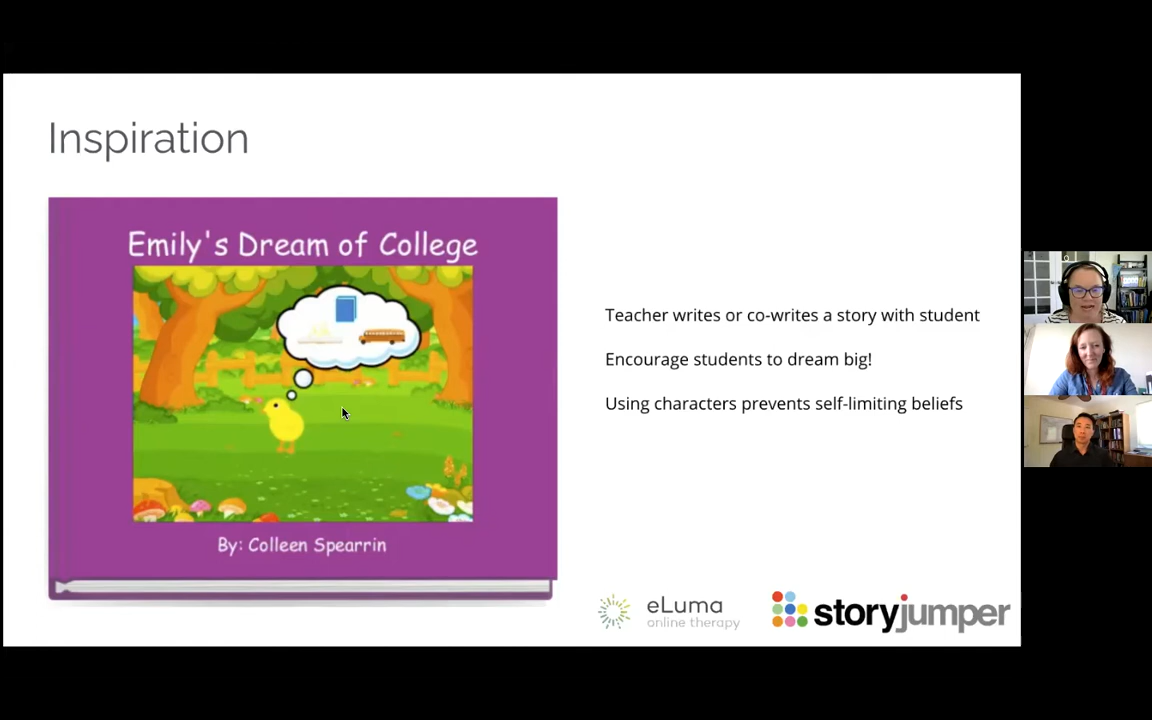 Inspiration
Emily's Dream of College
By: Colleen Spearrin
Teacher writes or co-writes a story with student
Encourage students to dream big!
Using characters prevents self-limiting beliefs
eLuma
online therapy
storyjumper